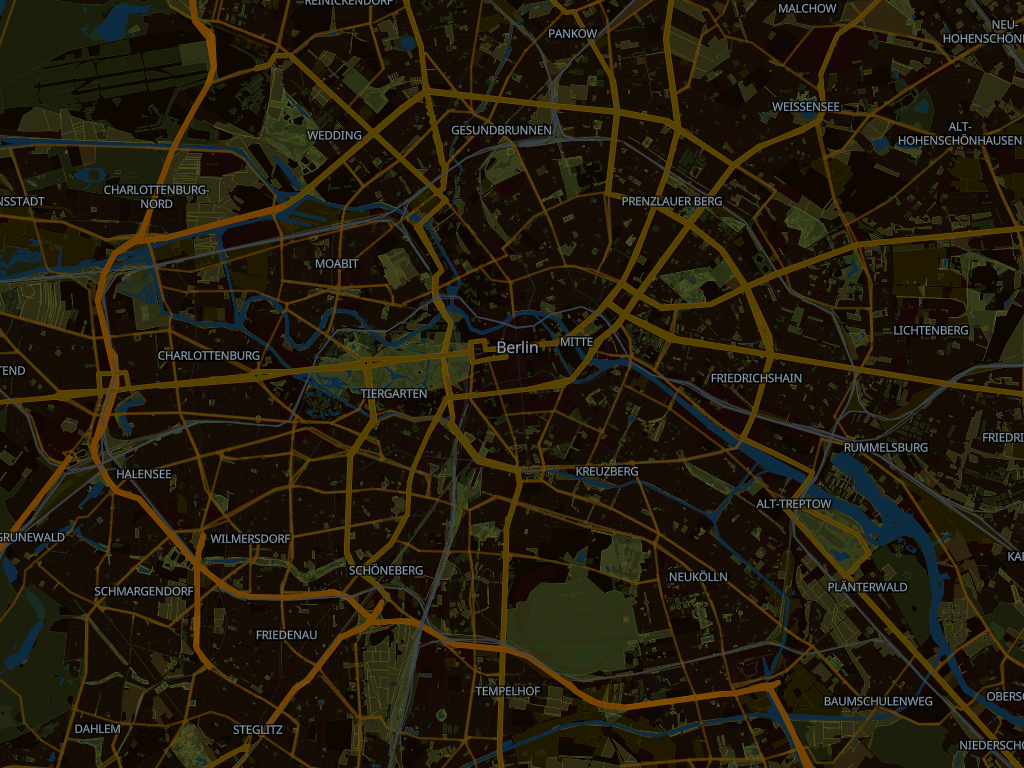 REINICKENDORF
MALCHOW
NEU-
HOHENSCHÖN
PANKOW
WEISSENSEE
WEDDING
GESUNDBRUNNEN
ALT-
HOHENSCHÖNHAUSEN
CHARLOTTENBURG-
NORD
NSSTADT
PRENZLAUER BERG
MOABIT
LICHTENBERG
Berlin
MITTE
CHARLOTTENBURG
TEND
FRIEDRICHSHAIN
TIERGARTEN
FRIEDRI
RUMMELSBURG
HALENSEE
KREUZBERG
ALT-TREPTOW
GRUNEWALD
WILMERSDORF
KA
SCHÖNEBERG
NEUKÖLLN
PLÄNTERWALD
SCHMARGENDORF
FRIEDENAU
TEMPELHOF
OBERS
BAUMSCHULENWEG
DAHLEM
STEGLITZ
NIEDERSCHÖ